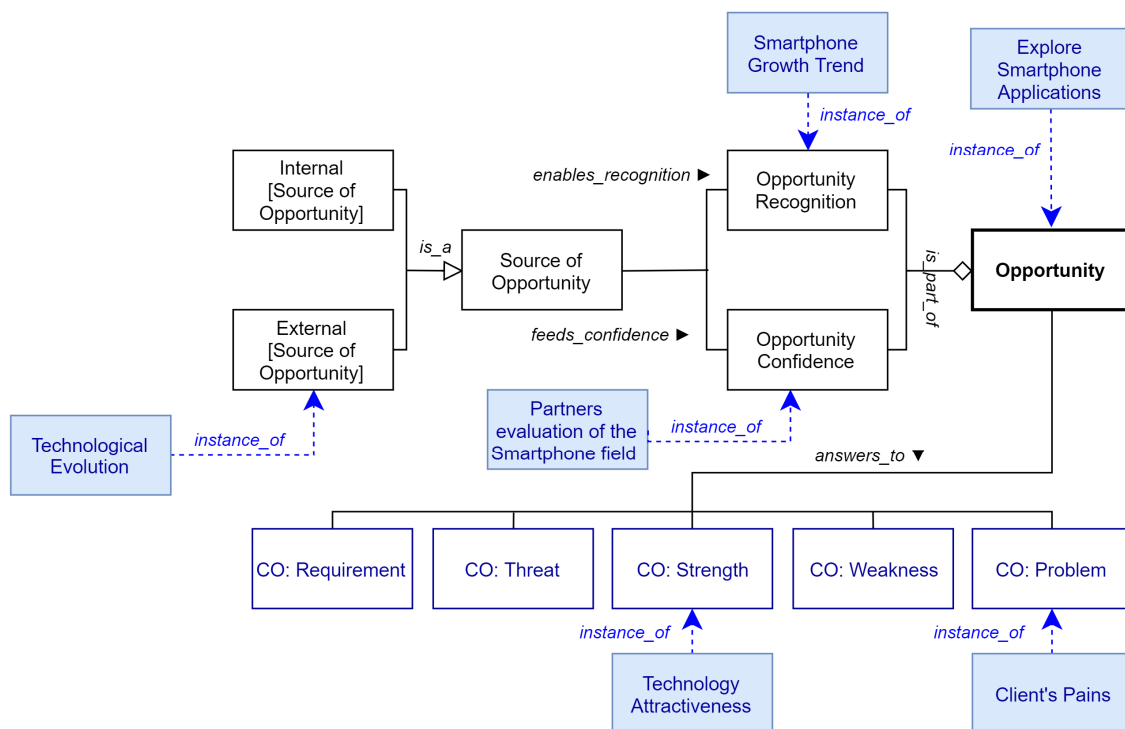 Smartphone
Growth Trend
Explore
Smartphone
Applications
instance_of
instance_of
Internal
[Source of
Opportunity]
enables_recognition ►
Opportunity
Recognition
is_a
Source of
Opportunity
is_part_of
Opportunity
External
[Source of
Opportunity]
feeds_confidence ►
Opportunity
Confidence
Technological
Evolution
instance_of
Partners
evaluation of the
Smartphone field
instance_of
answers_to ▼
CO: Requirement
CO: Threat
CO: Strength
CO: Weakness
CO: Problem
instance_of
instance_of
Technology
Attractiveness
Client's Pains